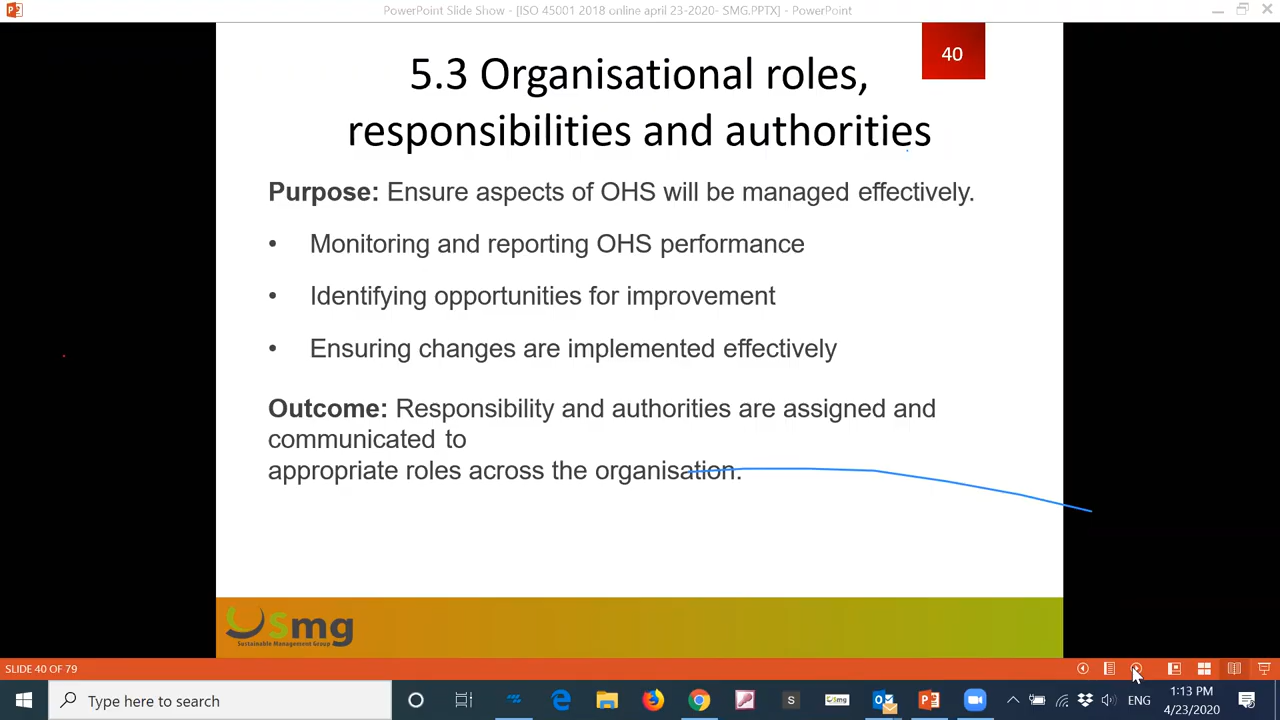 PowerPoint Slide Show - [ISO 45001 2018 online april 23-2020- SMG.PPTX] - PowerPoint
40
5.3 Organisational roles,
responsibilities and authorities
Purpose: Ensure aspects of OHS will be managed effectively.
• Monitoring and reporting OHS performance
• Identifying opportunities for improvement
• Ensuring changes are implemented effectively
Outcome: Responsibility and authorities are assigned and
communicated to
appropriate roles across the organisation.
Smg
Sustainable Management Group
SLIDE 40 OF 79
Type here to search
S
Smg
ENG
1:13 PM
4/23/2020